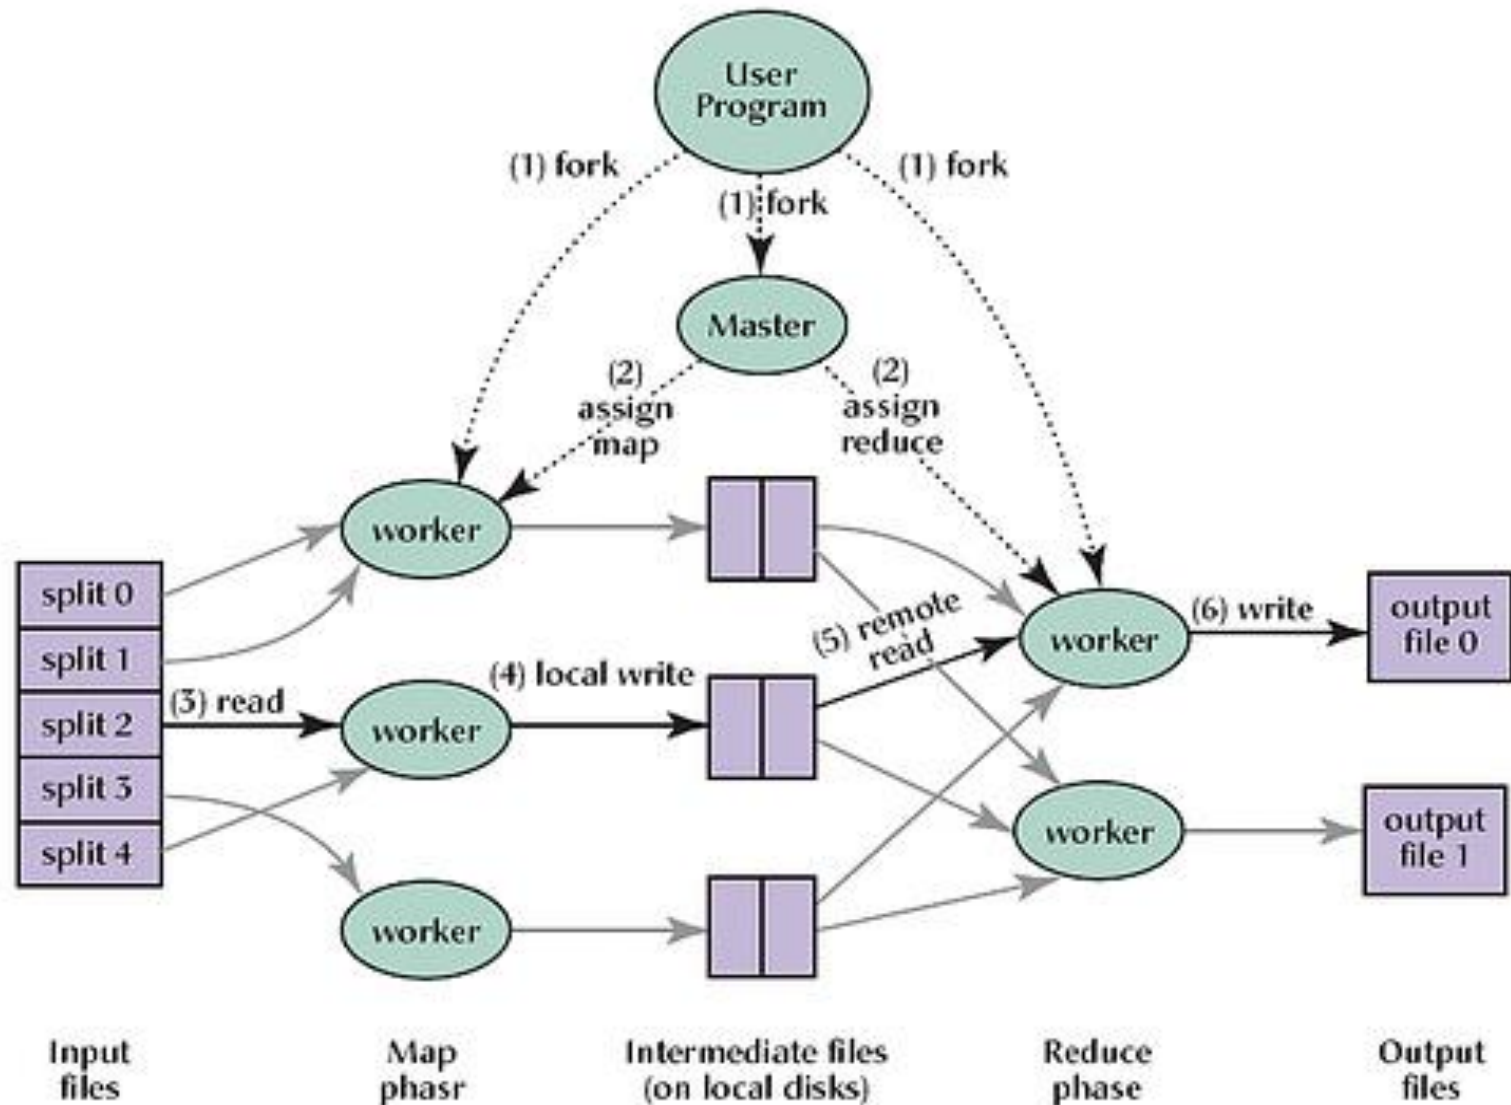 User
Program
(1) fork
(1) fork
(1) fork
Master
(2)
assign
map
(2)
assign
reduce
worker
split 0
split 1
split 2
split 3
split 4
(3) read
worker
(4) local write
(5) remote
read
worker
(6) write
output
file 0
worker
output
file 1
worker
Input
files
Map
phasr
Intermediate files
(on local disks)
Reduce
phase
Output
files